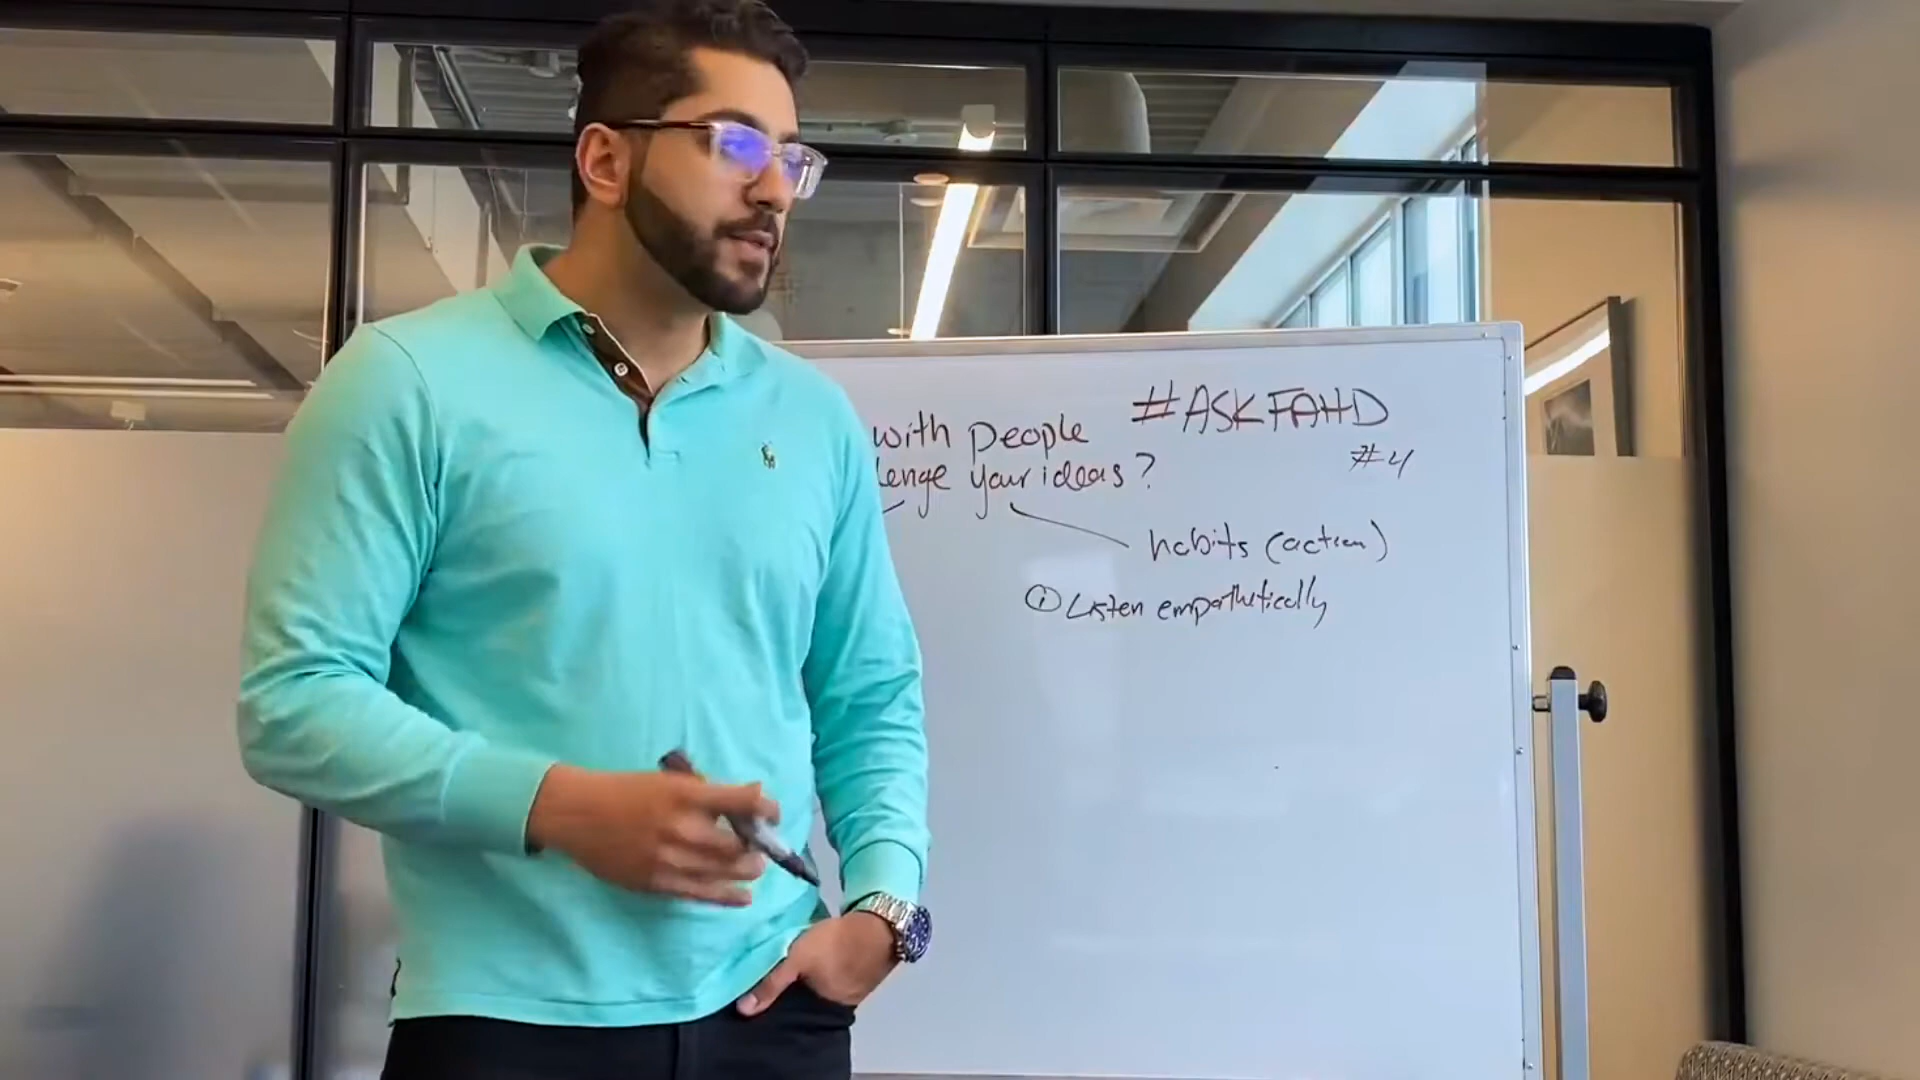 #ASKFAHD
#4
with people
lenge your ideas?
habits (action)
① Listen empathetically